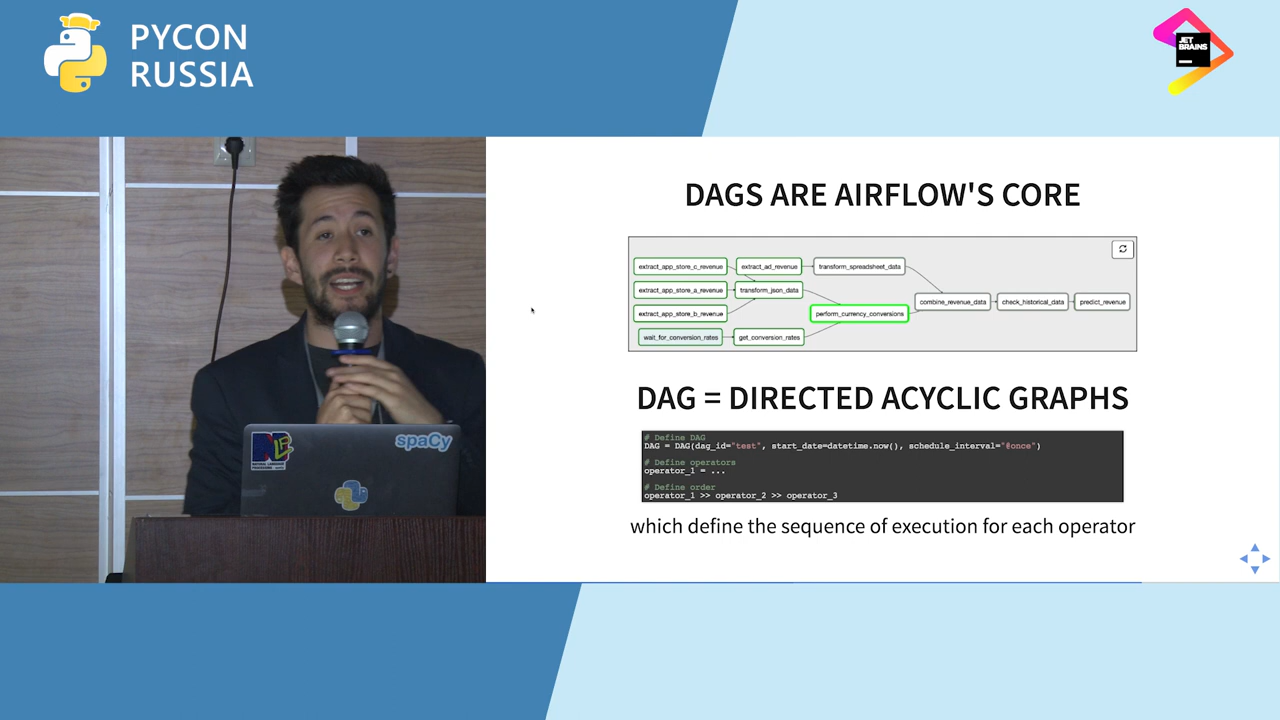 PYCON
RUSSIA
JET
BRAINS
DAGS ARE AIRFLOW'S CORE
extract_app_store_c_revenue
extract_ad_revenue
transform_spreadsheet_data
extract_app_store_a_revenue
transform_json_data
combine_revenue_data
check_historical_data
predict_revenue
extract_app_store_b_revenue
perform_currency_conversions
wait_for_conversion_rates
get_conversion_rates
DAG = DIRECTED ACYCLIC GRAPHS
# Define DAG
DAG = DAG(dag_id="test", start_date=datetime.now(), schedule_interval="@once")
# Define operators
operator_1 = ...
# Define order
operator_1 >> operator_2 >> operator_3
which define the sequence of execution for each operator
spaCy